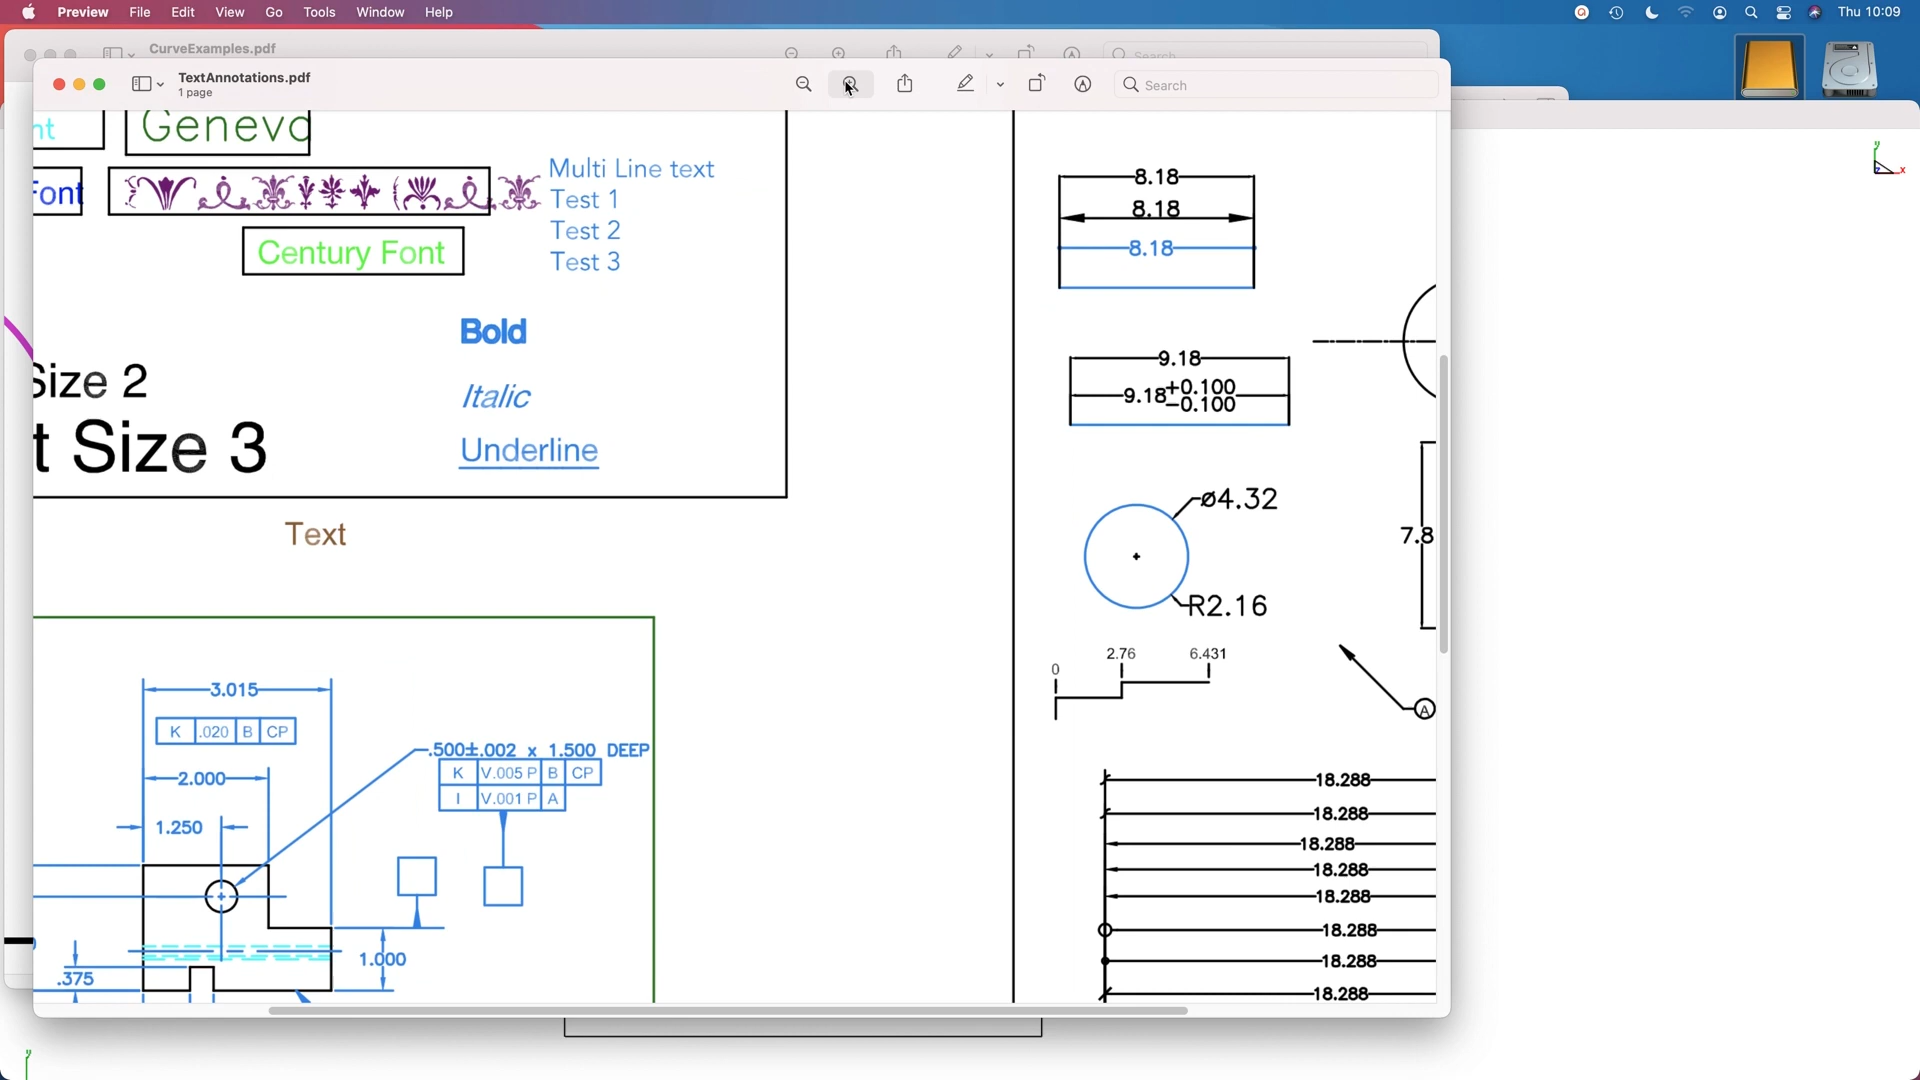 Preview File Edit View Go Tools Window Help
Thu 10:09
CurveExamples.pdf
Search
TextAnnotations.pdf
1 page
Search
nt
Geneva
Font
Multi Line text
Test 1
Test 2
Test 3
Century Font
Bold
Italic
Underline
Size 2
t Size 3
Text
3.015
K .020 B CP
2.000
1.250
.500±.002 x 1.500 DEEP
K V.005 P B CP
I V.001 P A
1.000
.375
8.18
8.18
8.18
9.18
9.18 +0.100
−0.100
ø4.32
R2.16
0 2.76 6.431
7.8
A
18.288
18.288
18.288
18.288
18.288
18.288
18.288
18.288
y
x
z
y